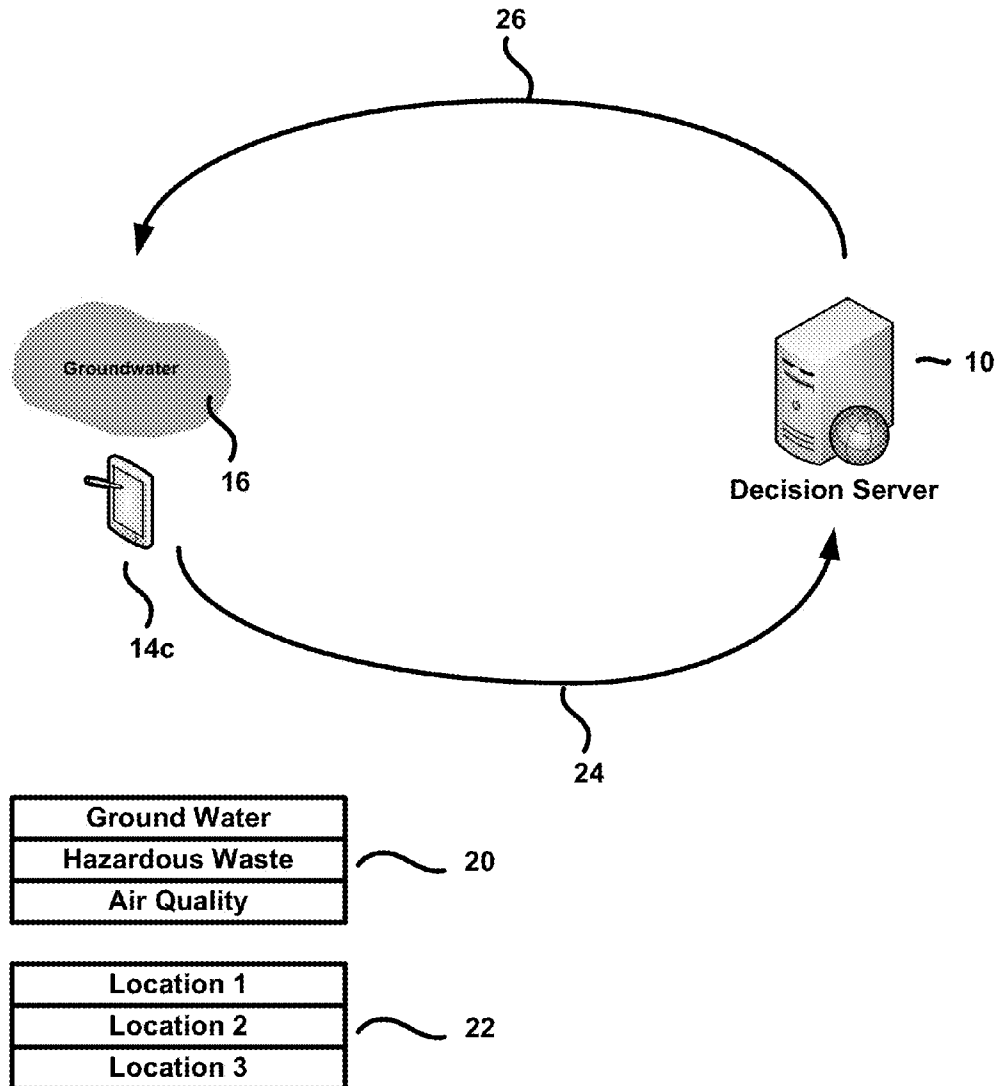 26
Groundwater
10
16
Decision Server
14c
24
Ground Water
Hazardous Waste
20
Air Quality
Location 1
Location 2
22
Location 3